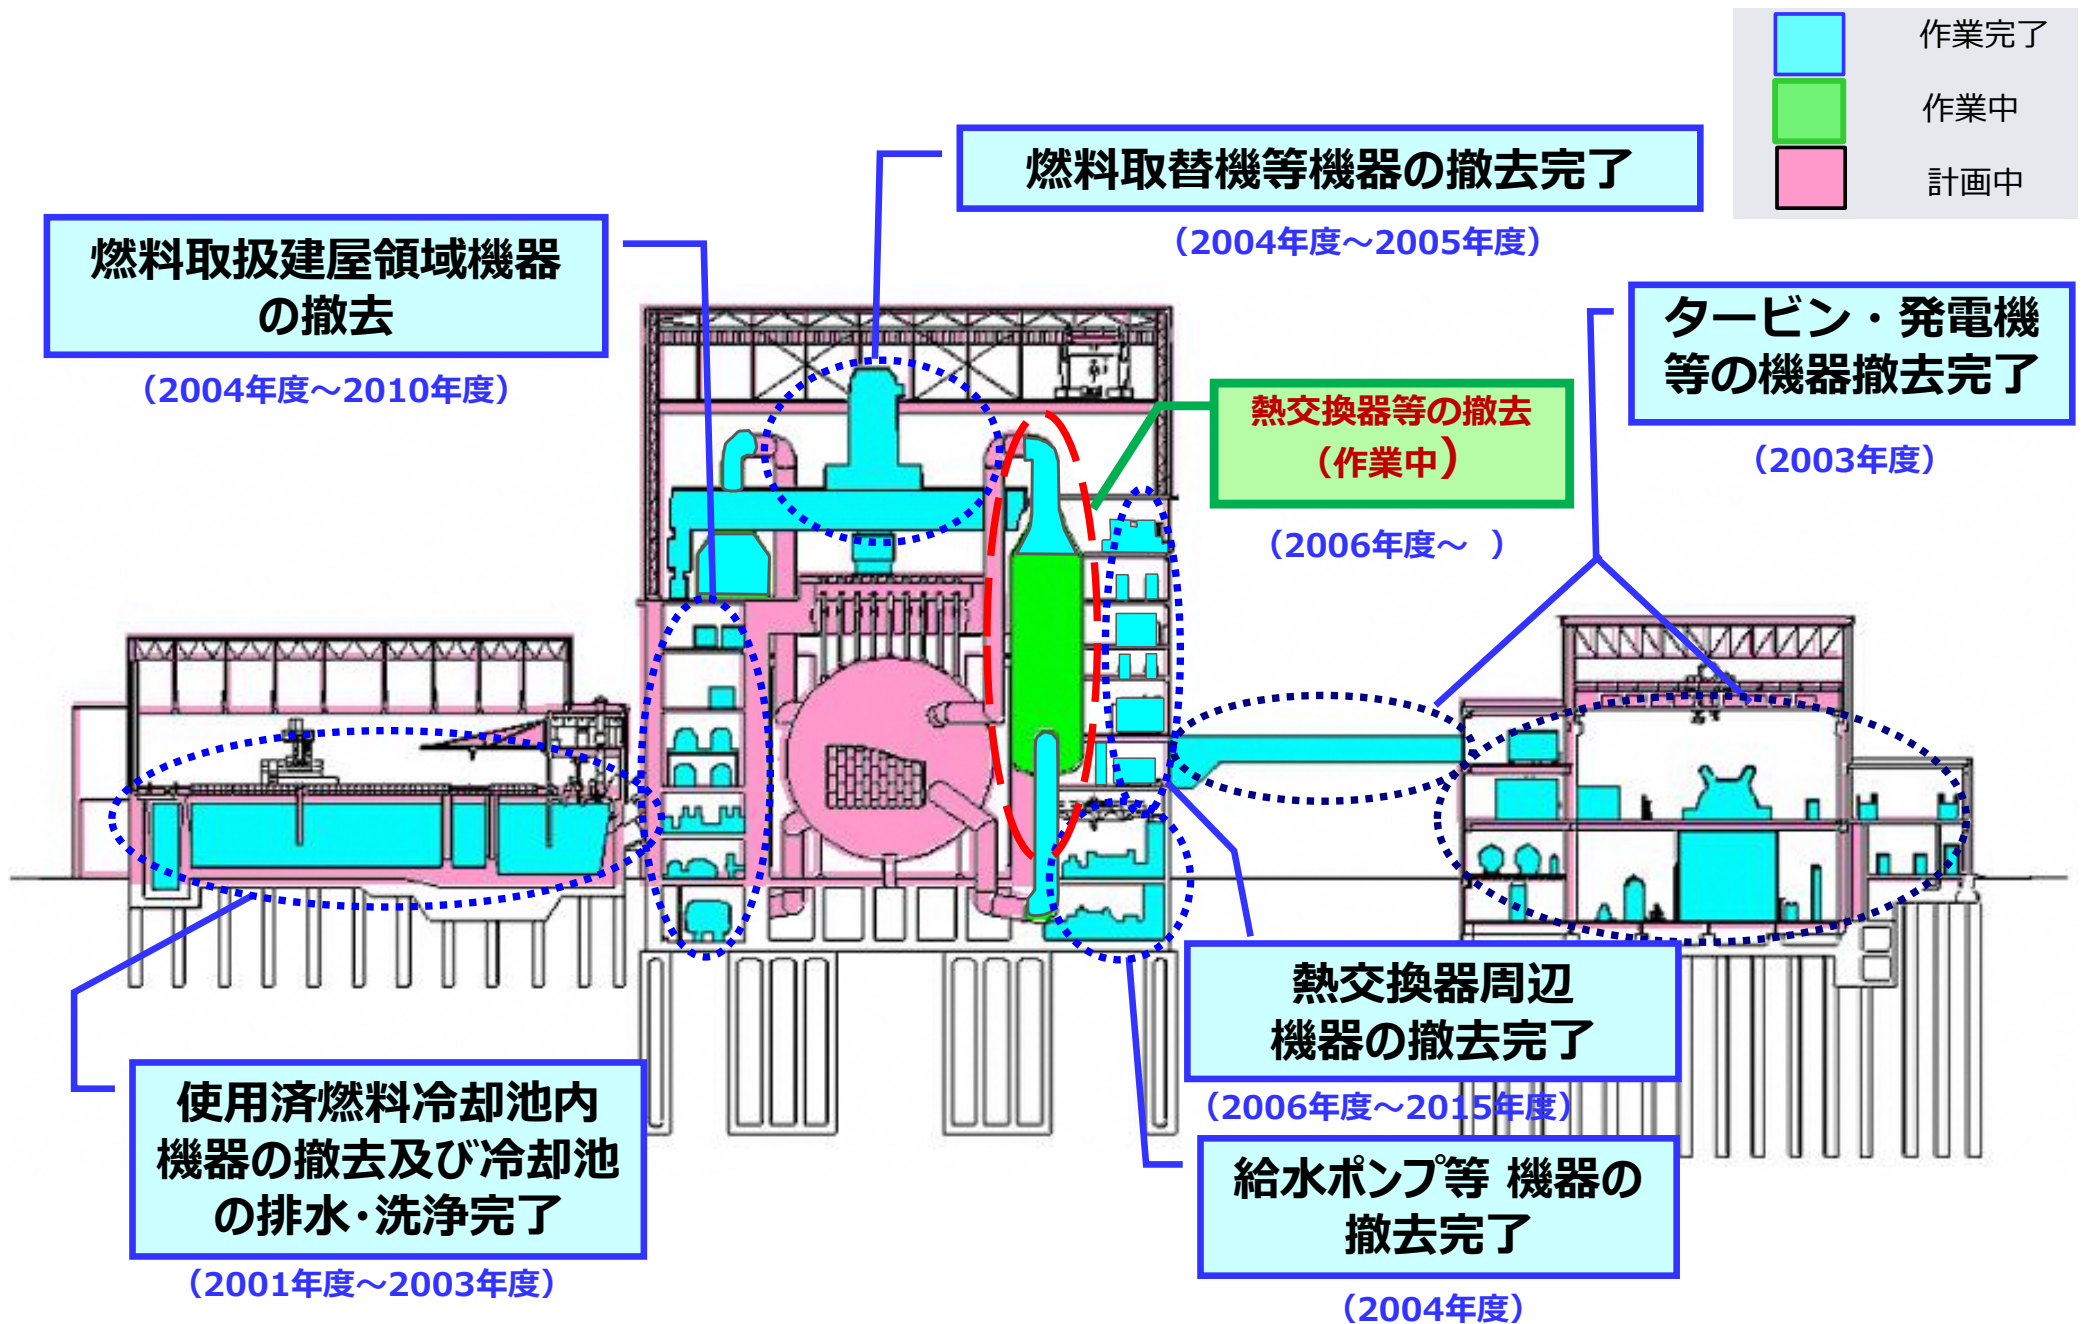 作業完了
作業中
計画中
燃料取替機等機器の撤去完了
（2004年度～2005年度）
燃料取扱建屋領域機器
の撤去
（2004年度～2010年度）
タービン・発電機
等の機器撤去完了
（2003年度）
熱交換器等の撤去
（作業中）
（2006年度～ ）
熱交換器周辺
機器の撤去完了
（2006年度～2015年度）
使用済燃料冷却池内
機器の撤去及び冷却池
の排水･洗浄完了
（2001年度～2003年度）
給水ポンプ等 機器の
撤去完了
（2004年度）